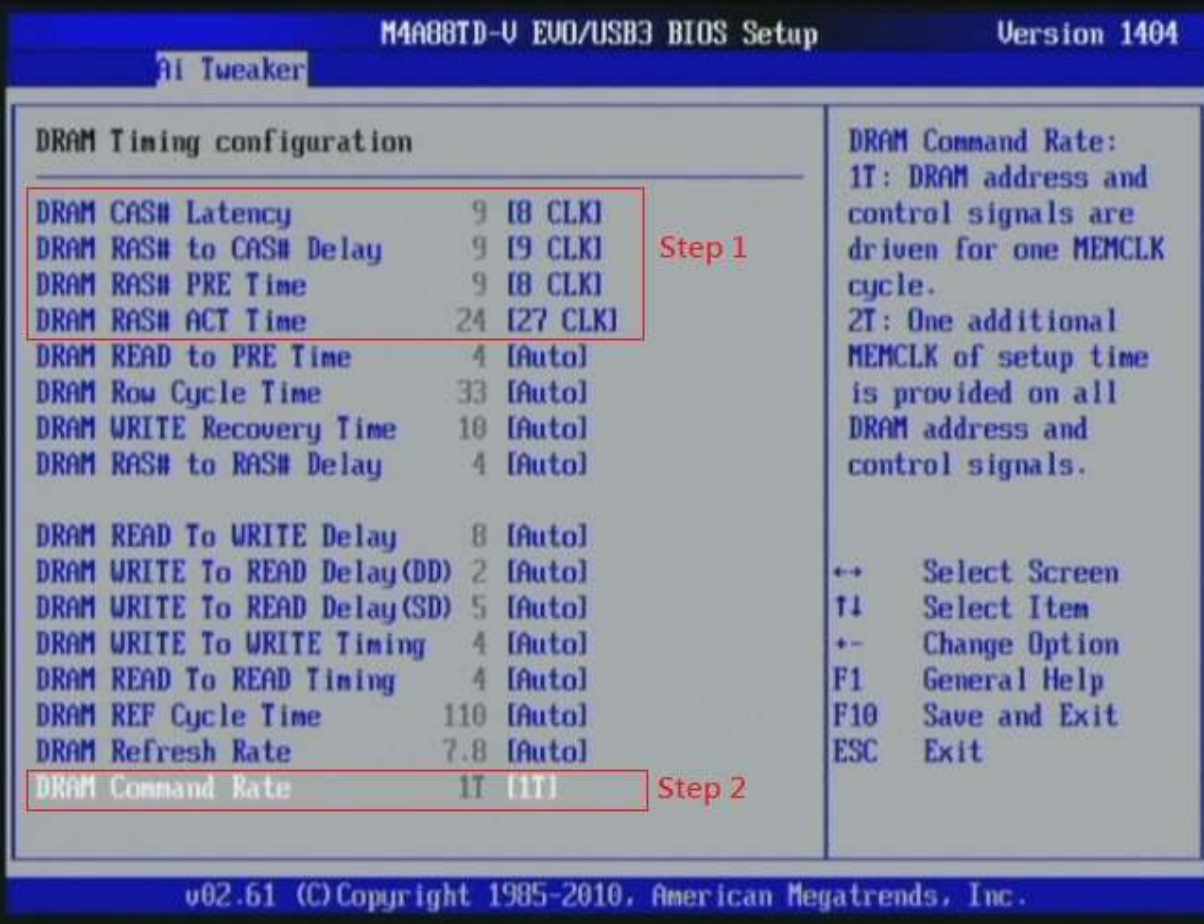 M4A88TD-V EVO/USB3 BIOS Setup Version 1404
Ai Tweaker
DRAM Timing configuration
DRAM CAS# Latency 9 [8 CLK]
DRAM RAS# to CAS# Delay 9 [9 CLK]
DRAM RAS# PRE Time 9 [8 CLK]
DRAM RAS# ACT Time 24 [27 CLK]
Step 1
DRAM READ to PRE Time 4 [Auto]
DRAM Row Cycle Time 33 [Auto]
DRAM WRITE Recovery Time 10 [Auto]
DRAM RAS# to RAS# Delay 4 [Auto]
DRAM READ To WRITE Delay 8 [Auto]
DRAM WRITE To READ Delay(DD) 2 [Auto]
DRAM WRITE To READ Delay(SD) 5 [Auto]
DRAM WRITE To WRITE Timing 4 [Auto]
DRAM READ To READ Timing 4 [Auto]
DRAM REF Cycle Time 110 [Auto]
DRAM Refresh Rate 7.8 [Auto]
DRAM Command Rate 1T [1T]
Step 2
DRAM Command Rate:
1T: DRAM address and
control signals are
driven for one MEMCLK
cycle.
2T: One additional
MEMCLK of setup time
is provided on all
DRAM address and
control signals.
←→ Select Screen
↑↓ Select Item
+- Change Option
F1 General Help
F10 Save and Exit
ESC Exit
v02.61 (C)Copyright 1985-2010, American Megatrends, Inc.